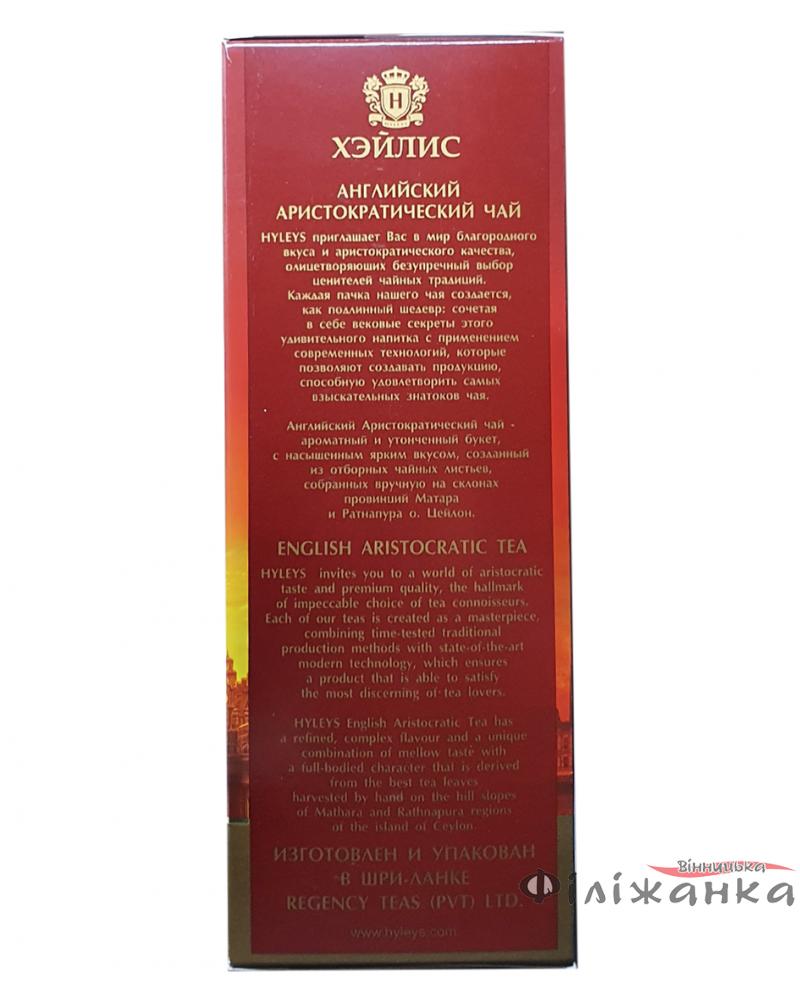 H
HYLEYS
ХЭЙЛИС
АНГЛИЙСКИЙ
АРИСТОКРАТИЧЕСКИЙ ЧАЙ
HYLEYS приглашает Вас в мир благородного
вкуса и аристократического качества,
олицетворяющих безупречный выбор
ценителей чайных традиций.
Каждая пачка нашего чая создается,
как подлинный шедевр: сочетая
в себе вековые секреты этого
удивительного напитка с применением
современных технологий, которые
позволяют создавать продукцию,
способную удовлетворить самых
взыскательных знатоков чая.
Английский Аристократический чай -
ароматный и утонченный букет,
с насыщенным ярким вкусом, созданный
из отборных чайных листьев,
собранных вручную на склонах
провинций Матара
и Ратнапура о. Цейлон.
ENGLISH ARISTOCRATIC TEA
HYLEYS invites you to a world of aristocratic
taste and premium quality, the hallmark
of impeccable choice of tea connoisseurs.
Each of our teas is created as a masterpiece,
combining time-tested traditional
production methods with state-of-the-art
modern technology, which ensures
a product that is able to satisfy
the most discerning of tea lovers.
HYLEYS English Aristocratic Tea has
a refined, complex flavour and a unique
combination of mellow taste with
a full-bodied character that is derived
from the best tea leaves
harvested by hand on the hill slopes
of Mathara and Rathnapura regions
of the island of Ceylon.
ИЗГОТОВЛЕН И УПАКОВАН
В ШРИ-ЛАНКЕ
REGENCY TEAS (PVT) LTD.
www.hyleys.com
Вінницька
Філіжанка